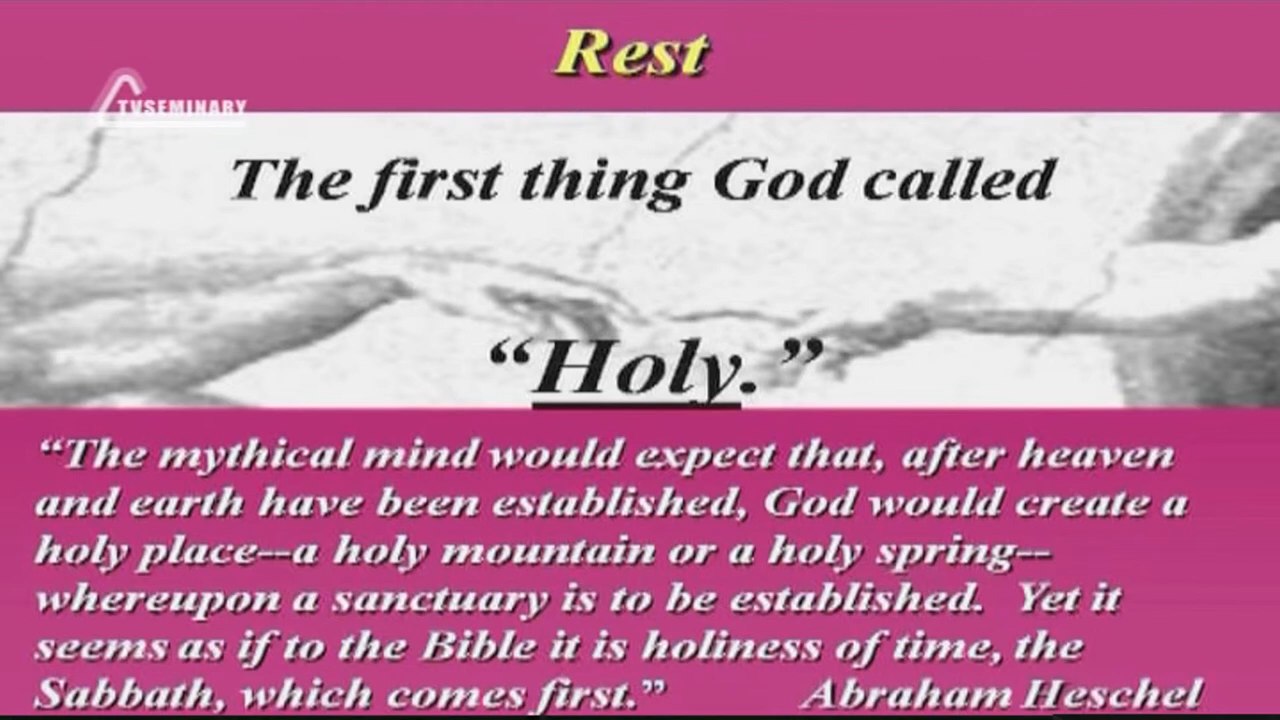 Rest
TVSEMINARY
The first thing God called
“Holy.”
“The mythical mind would expect that, after heaven
and earth have been established, God would create a
holy place--a holy mountain or a holy spring--
whereupon a sanctuary is to be established.  Yet it
seems as if to the Bible it is holiness of time, the
Sabbath, which comes first.” Abraham Heschel